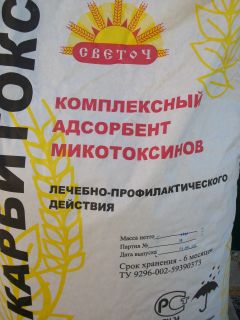 СВЕТОЧ
КАРБИТОКС
КОМПЛЕКСНЫЙ
АДСОРБЕНТ
МИКОТОКСИНОВ
ЛЕЧЕБНО-ПРОФИЛАКТИЧЕСКОГО
ДЕЙСТВИЯ
Масса нетто
Партия №
Дата выпуска
Срок хранения - 6 месяцев
ТУ 9296-002-59390573